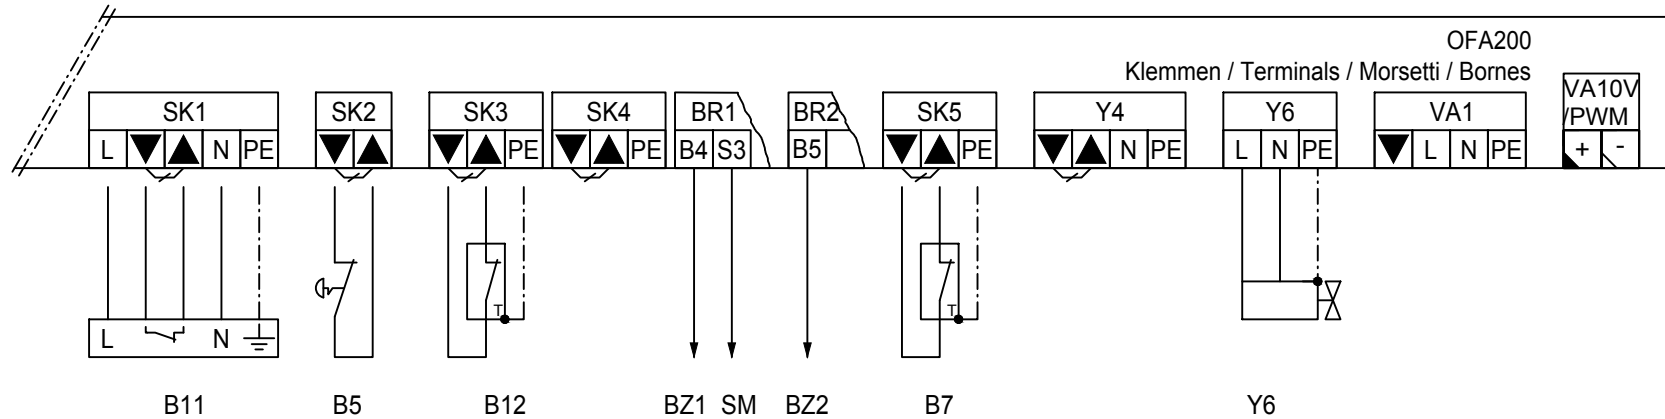 OFA200
Klemmen / Terminals / Morsetti / Bornes
SK1 SK2 SK3 SK4 BR1 BR2 SK5 Y4 Y6 VA1 VA10V
/PWM
L N PE PE PE B4 S3 B5 PE N PE L N PE L N PE + -
T T
L N
B11 B5 B12 BZ1 SM BZ2 B7 Y6